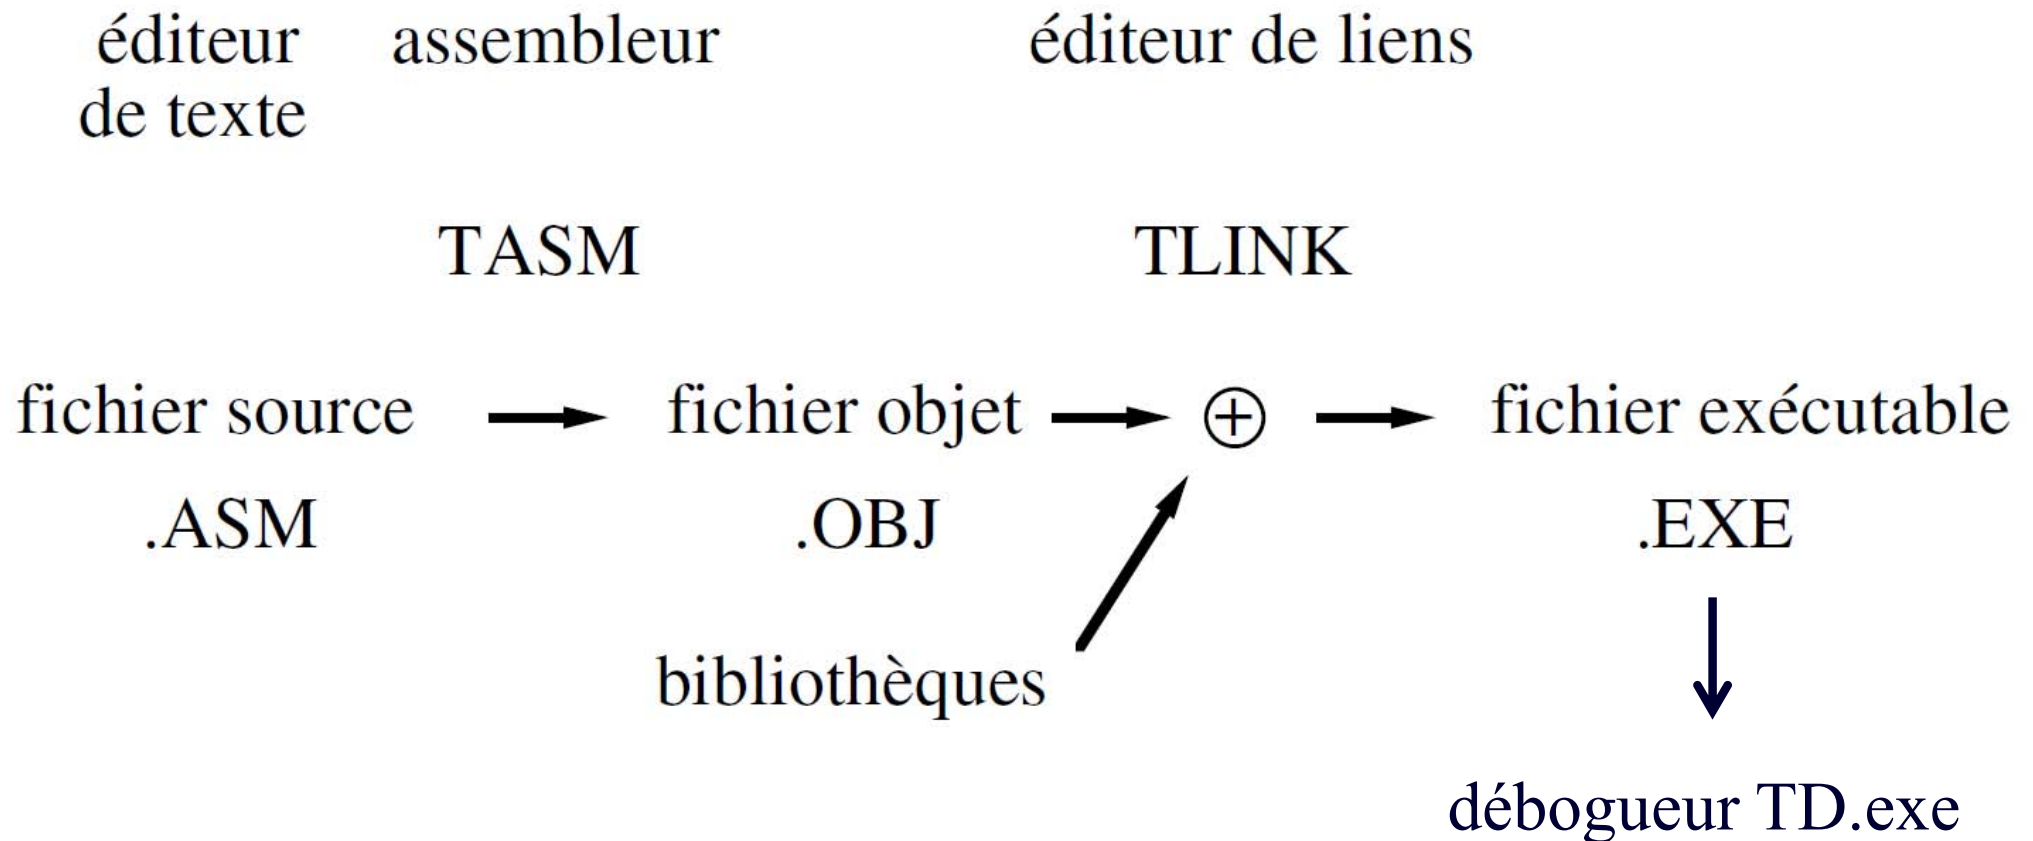 éditeur assembleur éditeur de liens
de texte
TASM TLINK
fichier source fichier objet + fichier exécutable
.ASM .OBJ .EXE
bibliothèques
débogueur TD.exe